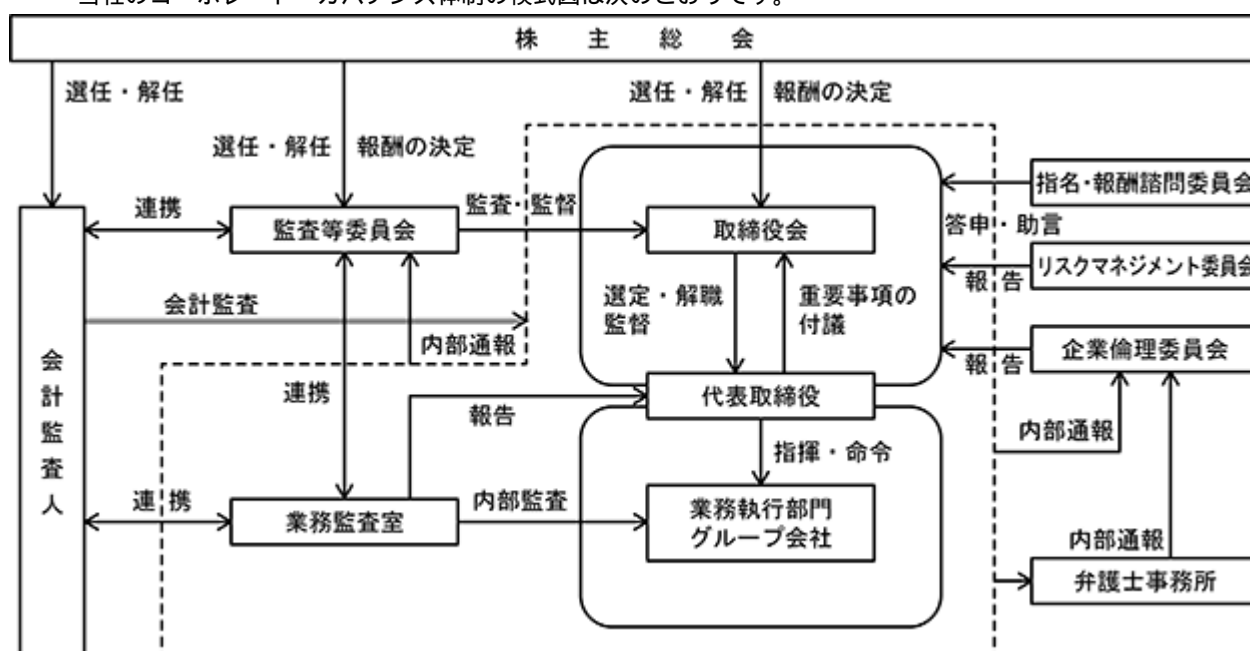 当社のコーポレート・ガバナンス体制の模式図は次のとおりです。
株主総会
選任・解任
選任・解任 報酬の決定
選任・解任 報酬の決定
指名・報酬諮問委員会
連携
監査等委員会
監査・監督
取締役会
答申・助言
リスクマネジメント委員会
報告
会計監査
選定・解職
監督
重要事項の
付議
内部通報
企業倫理委員会
報告
会計監査人
連携
報告
代表取締役
内部通報
指揮・命令
連携
業務監査室
内部監査
業務執行部門
グループ会社
内部通報
弁護士事務所